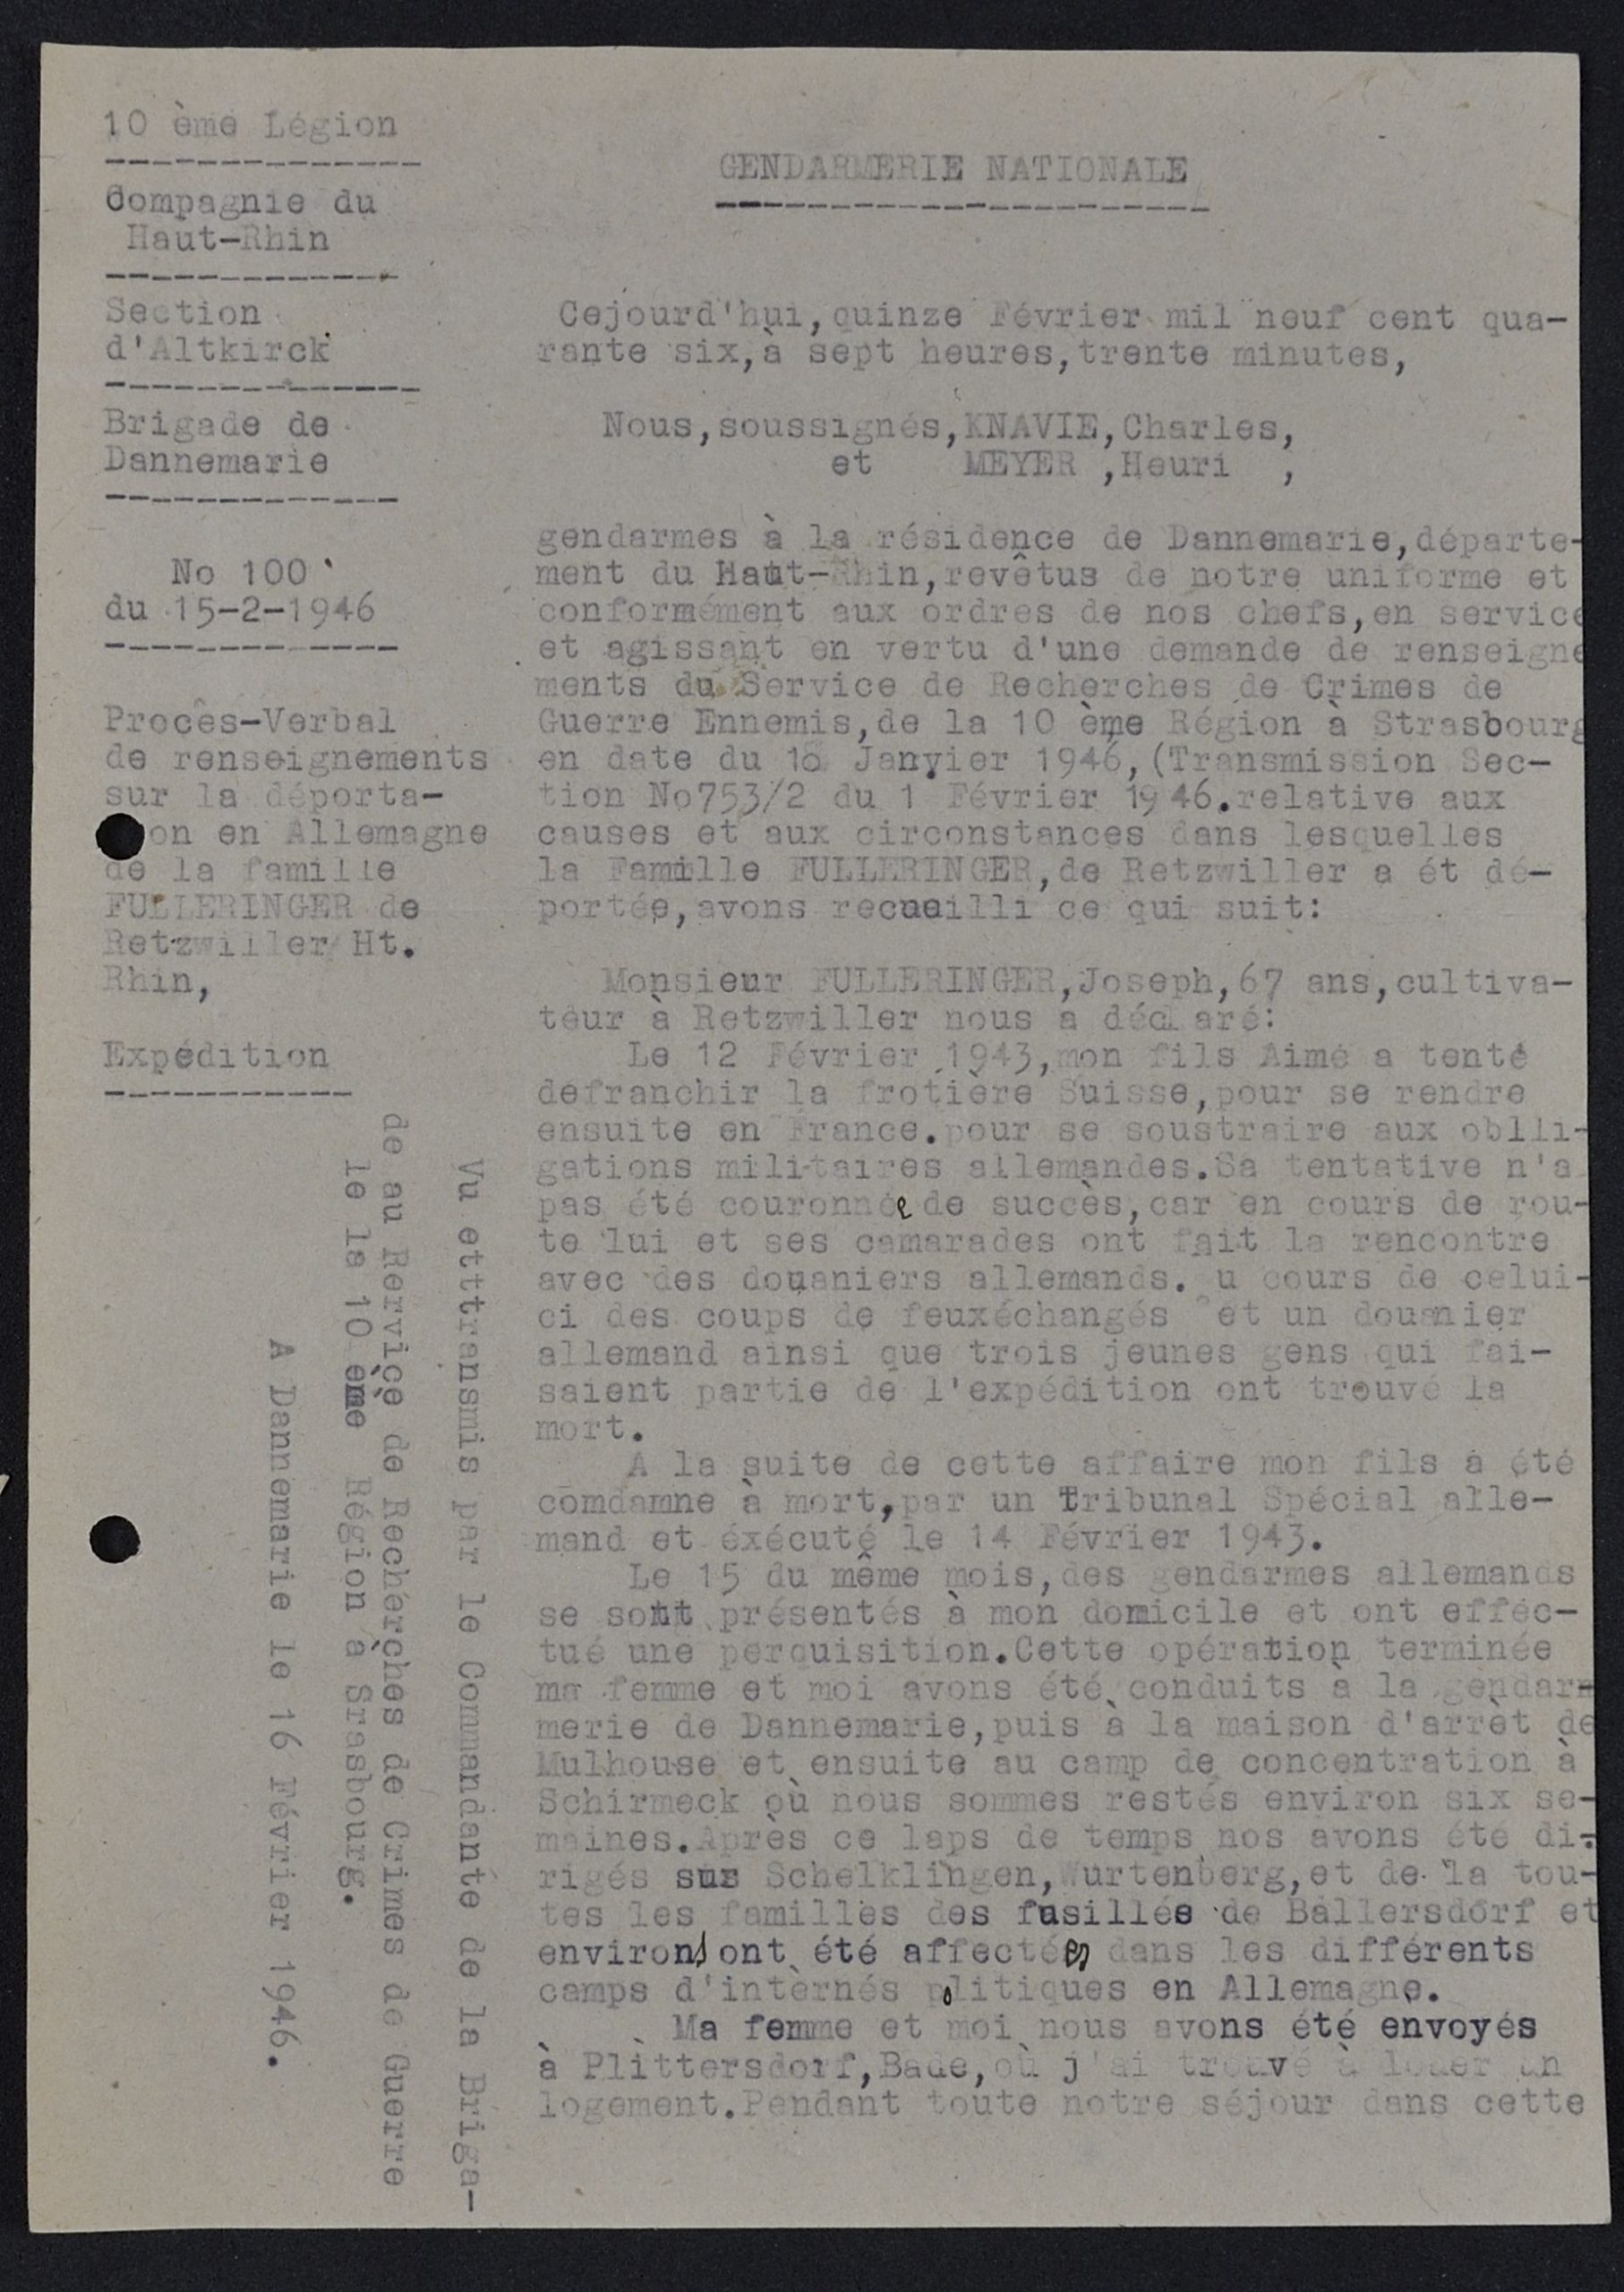 10 ème Légion
--------------
Compagnie du
Haut-Rhin
-------------
Section
d'Altkirck
--------------
Brigade de
Dannemarie
-------------
No 100
du 15-2-1946
-------------
Procês-Verbal
de renseignements
sur la déporta-
on en Allemagne
de la famille
FULLERINGER de
Retzwiller Ht.
Rhin,
Expédition
-----------
Vu etttransmis par le Commandante de la Briga-
de au Rervice de Rechérches de Crimes de Guerre
le la 10 eme Région a Srasbourg.
A Dannemarie le 16 Février 1946.
GENDARMERIE NATIONALE
----------------------
Cejourd'hui,quinze Février mil neuf cent qua-
rante six,à sept heures,trente minutes,
Nous,soussignés,KNAVIE,Charles,
et MEYER ,Heuri ,
gendarmes à la résidence de Dannemarie,départe-
ment du Haut-Rhin,revêtus de notre uniforme et
conformément aux ordres de nos chefs,en service
et agissant en vertu d'une demande de renseigne
ments du Service de Recherches de Crimes de
Guerre Ennemis,de la 10 ème Région à Strasbourg
en date du 18 Janvier 1946,(Transmission Sec-
tion No753/2 du 1 Février 1946.relative aux
causes et aux circonstances dans lesquelles
la Famille FULLERINGER,de Retzwiller a ét dé-
portée,avons recueilli ce qui suit:
Monsieur FULLERINGER,Joseph,67 ans,cultiva-
teur à Retzwiller nous a déclaré:
Le 12 Février 1943,mon fils Aimé a tenté
defranchir la frotière Suisse,pour se rendre
ensuite en France.pour se soustraire aux oblli-
gations militaires allemandes.Sa tentative n'a
pas été couronnée de succès,car en cours de rou-
te lui et ses camarades ont fait la rencontre
avec des douaniers allemands. u cours de celui-
ci des coups de feuxéchangés et un douanier
allemand ainsi que trois jeunes gens qui fai-
saient partie de l'expédition ont trouvé la
mort.
A la suite de cette affaire mon fils a été
comdamne à mort,par un Tribunal Spécial alle-
mand et éxécuté le 14 Février 1943.
Le 15 du même mois,des gendarmes allemands
se sont présentés à mon domicile et ont efféc-
tué une perquisition.Cette opération terminée
ma femme et moi avons été conduits à la gendar-
merie de Dannemarie,puis à la maison d'arrèt de
Mulhouse et ensuite au camp de concentration à
Schirmeck où nous sommes restés environ six se-
maines.Après ce laps de temps nos avons été di-
rigés sur Schelklingen,Wurtenberg,et de la tou-
tes les familles des fusillés de Ballersdorf et
environs ont été affectées dans les différents
camps d'intèrnés politiques en Allemagne.
Ma femme et moi nous avons été envoyés
à Plittersdorf,Bade,où j'ai trouvé à louer un
logement.Pendant toute notre séjour dans cette